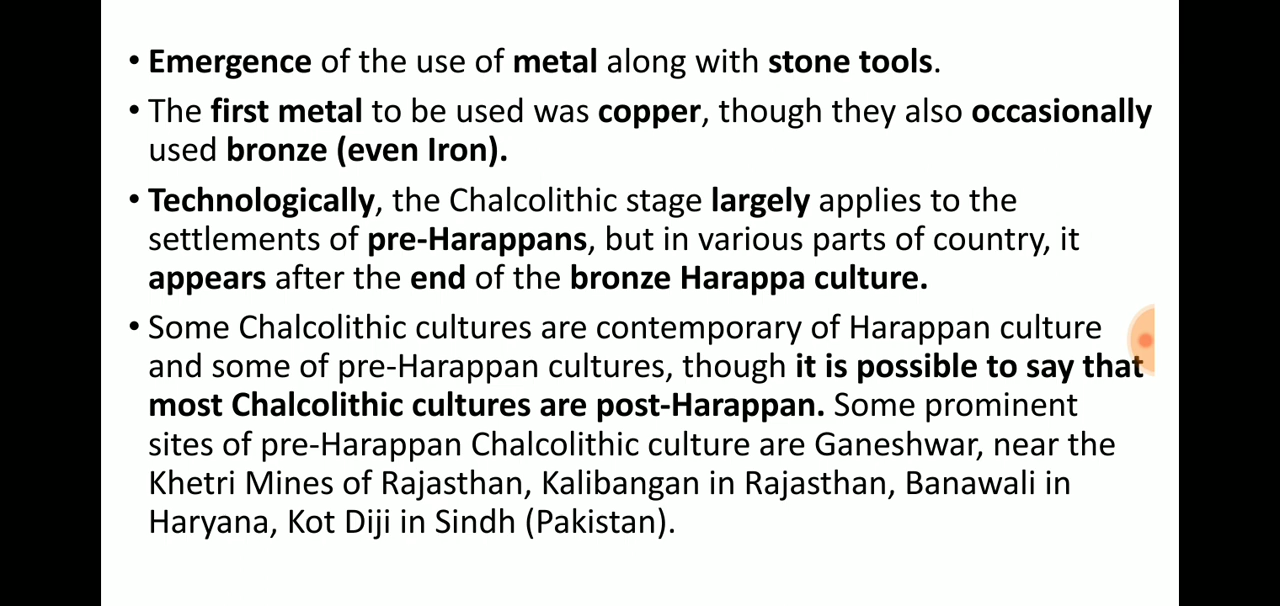 • Emergence of the use of metal along with stone tools.
• The first metal to be used was copper, though they also occasionally
used bronze (even Iron).
• Technologically, the Chalcolithic stage largely applies to the
settlements of pre-Harappans, but in various parts of country, it
appears after the end of the bronze Harappa culture.
• Some Chalcolithic cultures are contemporary of Harappan culture
and some of pre-Harappan cultures, though it is possible to say that
most Chalcolithic cultures are post-Harappan. Some prominent
sites of pre-Harappan Chalcolithic culture are Ganeshwar, near the
Khetri Mines of Rajasthan, Kalibangan in Rajasthan, Banawali in
Haryana, Kot Diji in Sindh (Pakistan).